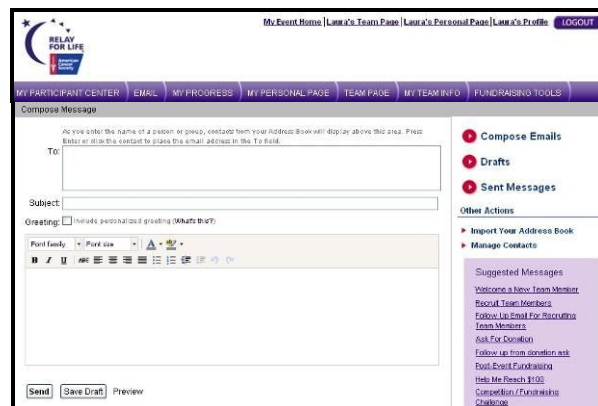 My Event Home | Laura's Team Page | Laura's Personal Page | Laura's Profile LOGOUT
RELAY
FOR LIFE
American
Cancer
Society
MY PARTICIPANT CENTER EMAIL MY PROGRESS MY PERSONAL PAGE TEAM PAGE MY TEAM INFO FUNDRAISING TOOLS
Compose Message
As you enter the name of a person or group, contacts from your Address Book will display above this area. Press
Enter or click the contact to place the email address in the To field.
To:
Subject:
Greeting: Include personalized greeting (What's this?)
Font family Font size A
B I U ABC
Send Save Draft Preview
Compose Emails
Drafts
Sent Messages
Other Actions
Import Your Address Book
Manage Contacts
Suggested Messages
Welcome a New Team Member
Recruit Team Members
Follow Up Email For Recruiting
Team Members
Ask For Donation
Follow up from donation ask
Post-Event Fundraising
Help Me Reach $100
Competition / Fundraising
Challenge